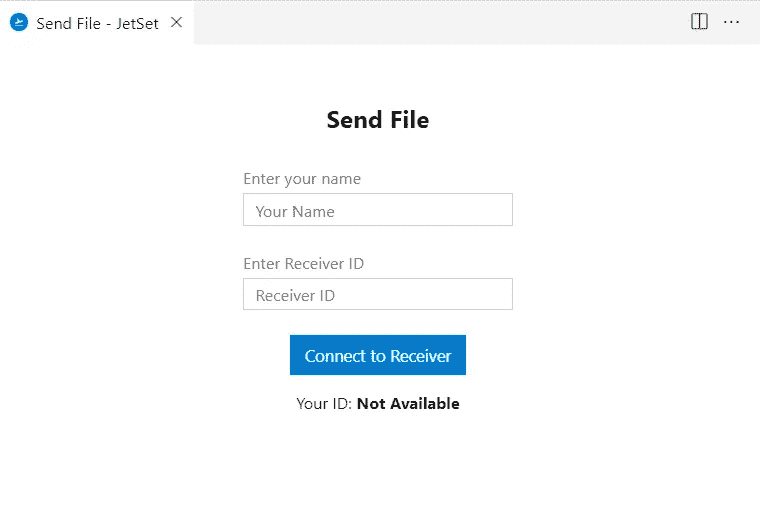 Send File - JetSet
Send File
Enter your name
Your Name
Enter Receiver ID
Receiver ID
Connect to Receiver
Your ID: Not Available